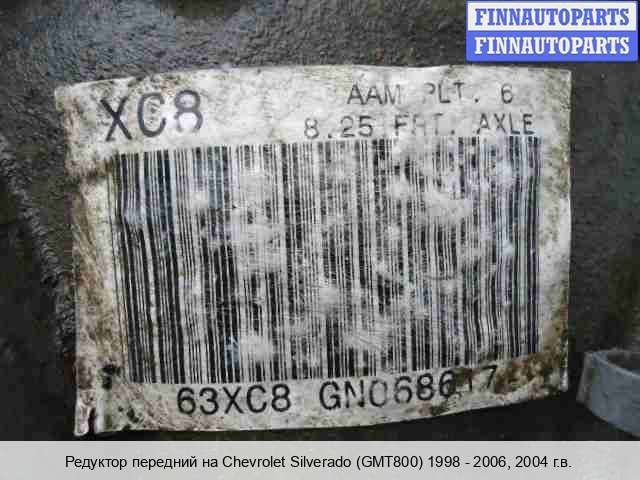 FINNAUTOPARTS
FINNAUTOPARTS
XC8
AAM PLT. 6
8.25 FRT. AXLE
63XC8
Редуктор передний на Chevrolet Silverado (GMT800) 1998 - 2006, 2004 г.в.